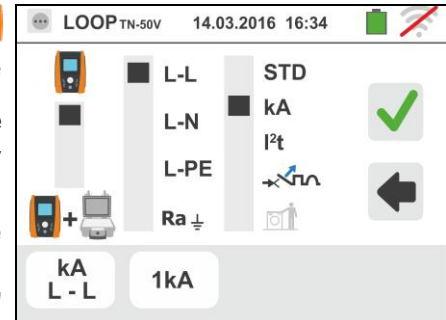 LOOP TN-50V 14.03.2016 16:34
L-L STD
L-N kA
I²t
L-PE
Ra
kA
L - L
1kA